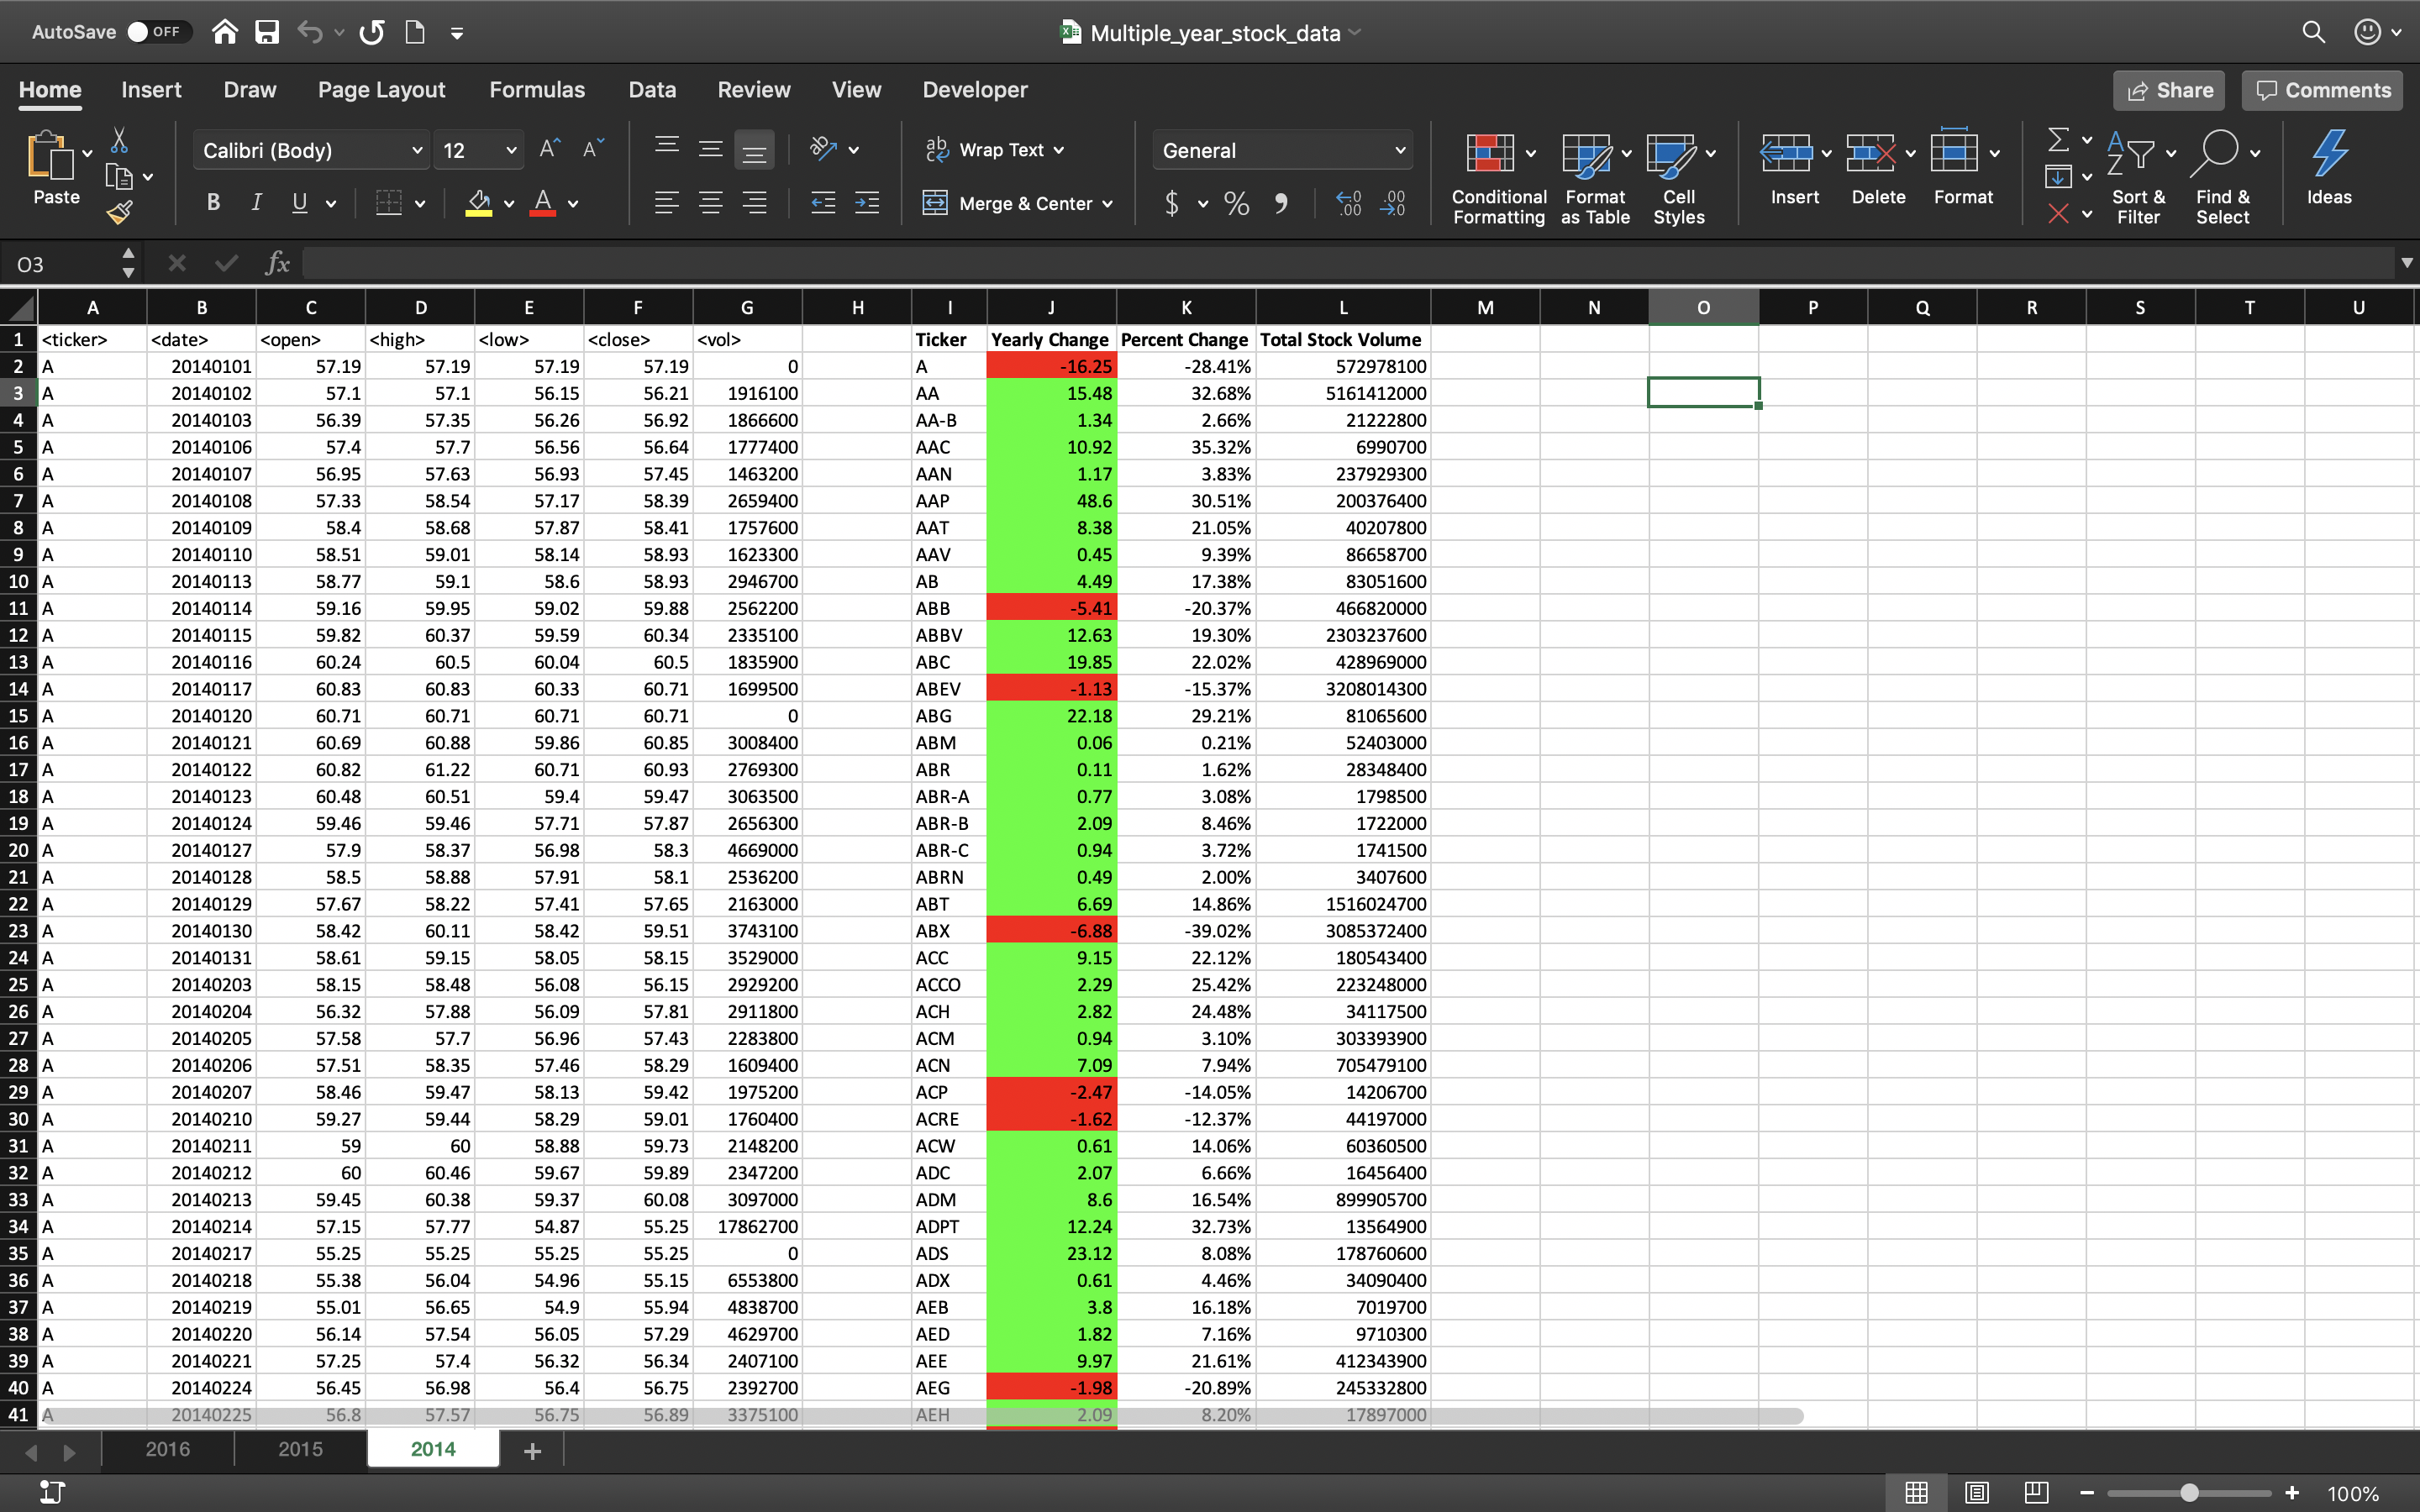 AutoSave OFF Multiple_year_stock_data
Home Insert Draw Page Layout Formulas Data Review View Developer Share Comments
Paste Calibri (Body) 12 A A Wrap Text General Conditional Formatting Format as Table Cell Styles Insert Delete Format Sort & Filter Find & Select Ideas
B I U A Merge & Center $ % 9 .00 .00
O3 fx
A B C D E F G H I J K L M N O P Q R S T U
1 <ticker> <date> <open> <high> <low> <close> <vol> Ticker Yearly Change Percent Change Total Stock Volume
2 A 20140101 57.19 57.19 57.19 57.19 0 A -16.25 -28.41% 572978100
3 A 20140102 57.1 57.1 56.15 56.21 1916100 AA 15.48 32.68% 5161412000
4 A 20140103 56.39 57.35 56.26 56.92 1866600 AA-B 1.34 2.66% 21222800
5 A 20140106 57.4 57.7 56.56 56.64 1777400 AAC 10.92 35.32% 6990700
6 A 20140107 56.95 57.63 56.93 57.45 1463200 AAN 1.17 3.83% 237929300
7 A 20140108 57.33 58.54 57.17 58.39 2659400 AAP 48.6 30.51% 200376400
8 A 20140109 58.4 58.68 57.87 58.41 1757600 AAT 8.38 21.05% 40207800
9 A 20140110 58.51 59.01 58.14 58.93 1623300 AAV 0.45 9.39% 86658700
10 A 20140113 58.77 59.1 58.6 58.93 2946700 AB 4.49 17.38% 83051600
11 A 20140114 59.16 59.95 59.02 59.88 2562200 ABB -5.41 -20.37% 466820000
12 A 20140115 59.82 60.37 59.59 60.34 2335100 ABBV 12.63 19.30% 2303237600
13 A 20140116 60.24 60.5 60.04 60.5 1835900 ABC 19.85 22.02% 428969000
14 A 20140117 60.83 60.83 60.33 60.71 1699500 ABEV -1.13 -15.37% 3208014300
15 A 20140120 60.71 60.71 60.71 60.71 0 ABG 22.18 29.21% 81065600
16 A 20140121 60.69 60.88 59.86 60.85 3008400 ABM 0.06 0.21% 52403000
17 A 20140122 60.82 61.22 60.71 60.93 2769300 ABR 0.11 1.62% 28348400
18 A 20140123 60.48 60.51 59.4 59.47 3063500 ABR-A 0.77 3.08% 1798500
19 A 20140124 59.46 59.46 57.71 57.87 2656300 ABR-B 2.09 8.46% 1722000
20 A 20140127 57.9 58.37 56.98 58.3 4669000 ABR-C 0.94 3.72% 1741500
21 A 20140128 58.5 58.88 57.91 58.1 2536200 ABRN 0.49 2.00% 3407600
22 A 20140129 57.67 58.22 57.41 57.65 2163000 ABT 6.69 14.86% 1516024700
23 A 20140130 58.42 60.11 58.42 59.51 3743100 ABX -6.88 -39.02% 3085372400
24 A 20140131 58.61 59.15 58.05 58.15 3529000 ACC 9.15 22.12% 180543400
25 A 20140203 58.15 58.48 56.08 56.15 2929200 ACCO 2.29 25.42% 223248000
26 A 20140204 56.32 57.88 56.09 57.81 2911800 ACH 2.82 24.48% 34117500
27 A 20140205 57.58 57.7 56.96 57.43 2283800 ACM 0.94 3.10% 303393900
28 A 20140206 57.51 58.35 57.46 58.29 1609400 ACN 7.09 7.94% 705479100
29 A 20140207 58.46 59.47 58.13 59.42 1975200 ACP -2.47 -14.05% 14206700
30 A 20140210 59.27 59.44 58.29 59.01 1760400 ACRE -1.62 -12.37% 44197000
31 A 20140211 59 60 58.88 59.73 2148200 ACW 0.61 14.06% 60360500
32 A 20140212 60 60.46 59.67 59.89 2347200 ADC 2.07 6.66% 16456400
33 A 20140213 59.45 60.38 59.37 60.08 3097000 ADM 8.6 16.54% 899905700
34 A 20140214 57.15 57.77 54.87 55.25 17862700 ADPT 12.24 32.73% 13564900
35 A 20140217 55.25 55.25 55.25 55.25 0 ADS 23.12 8.08% 178760600
36 A 20140218 55.38 56.04 54.96 55.15 6553800 ADX 0.61 4.46% 34090400
37 A 20140219 55.01 56.65 54.9 55.94 4838700 AEB 3.8 16.18% 7019700
38 A 20140220 56.14 57.54 56.05 57.29 4629700 AED 1.82 7.16% 9710300
39 A 20140221 57.25 57.4 56.32 56.34 2407100 AEE 9.97 21.61% 412343900
40 A 20140224 56.45 56.98 56.4 56.75 2392700 AEG -1.98 -20.89% 245332800
41 A 20140225 56.8 57.57 56.75 56.89 3375100 AEH 2.09 8.20% 17897000
2016 2015 2014 +
100%